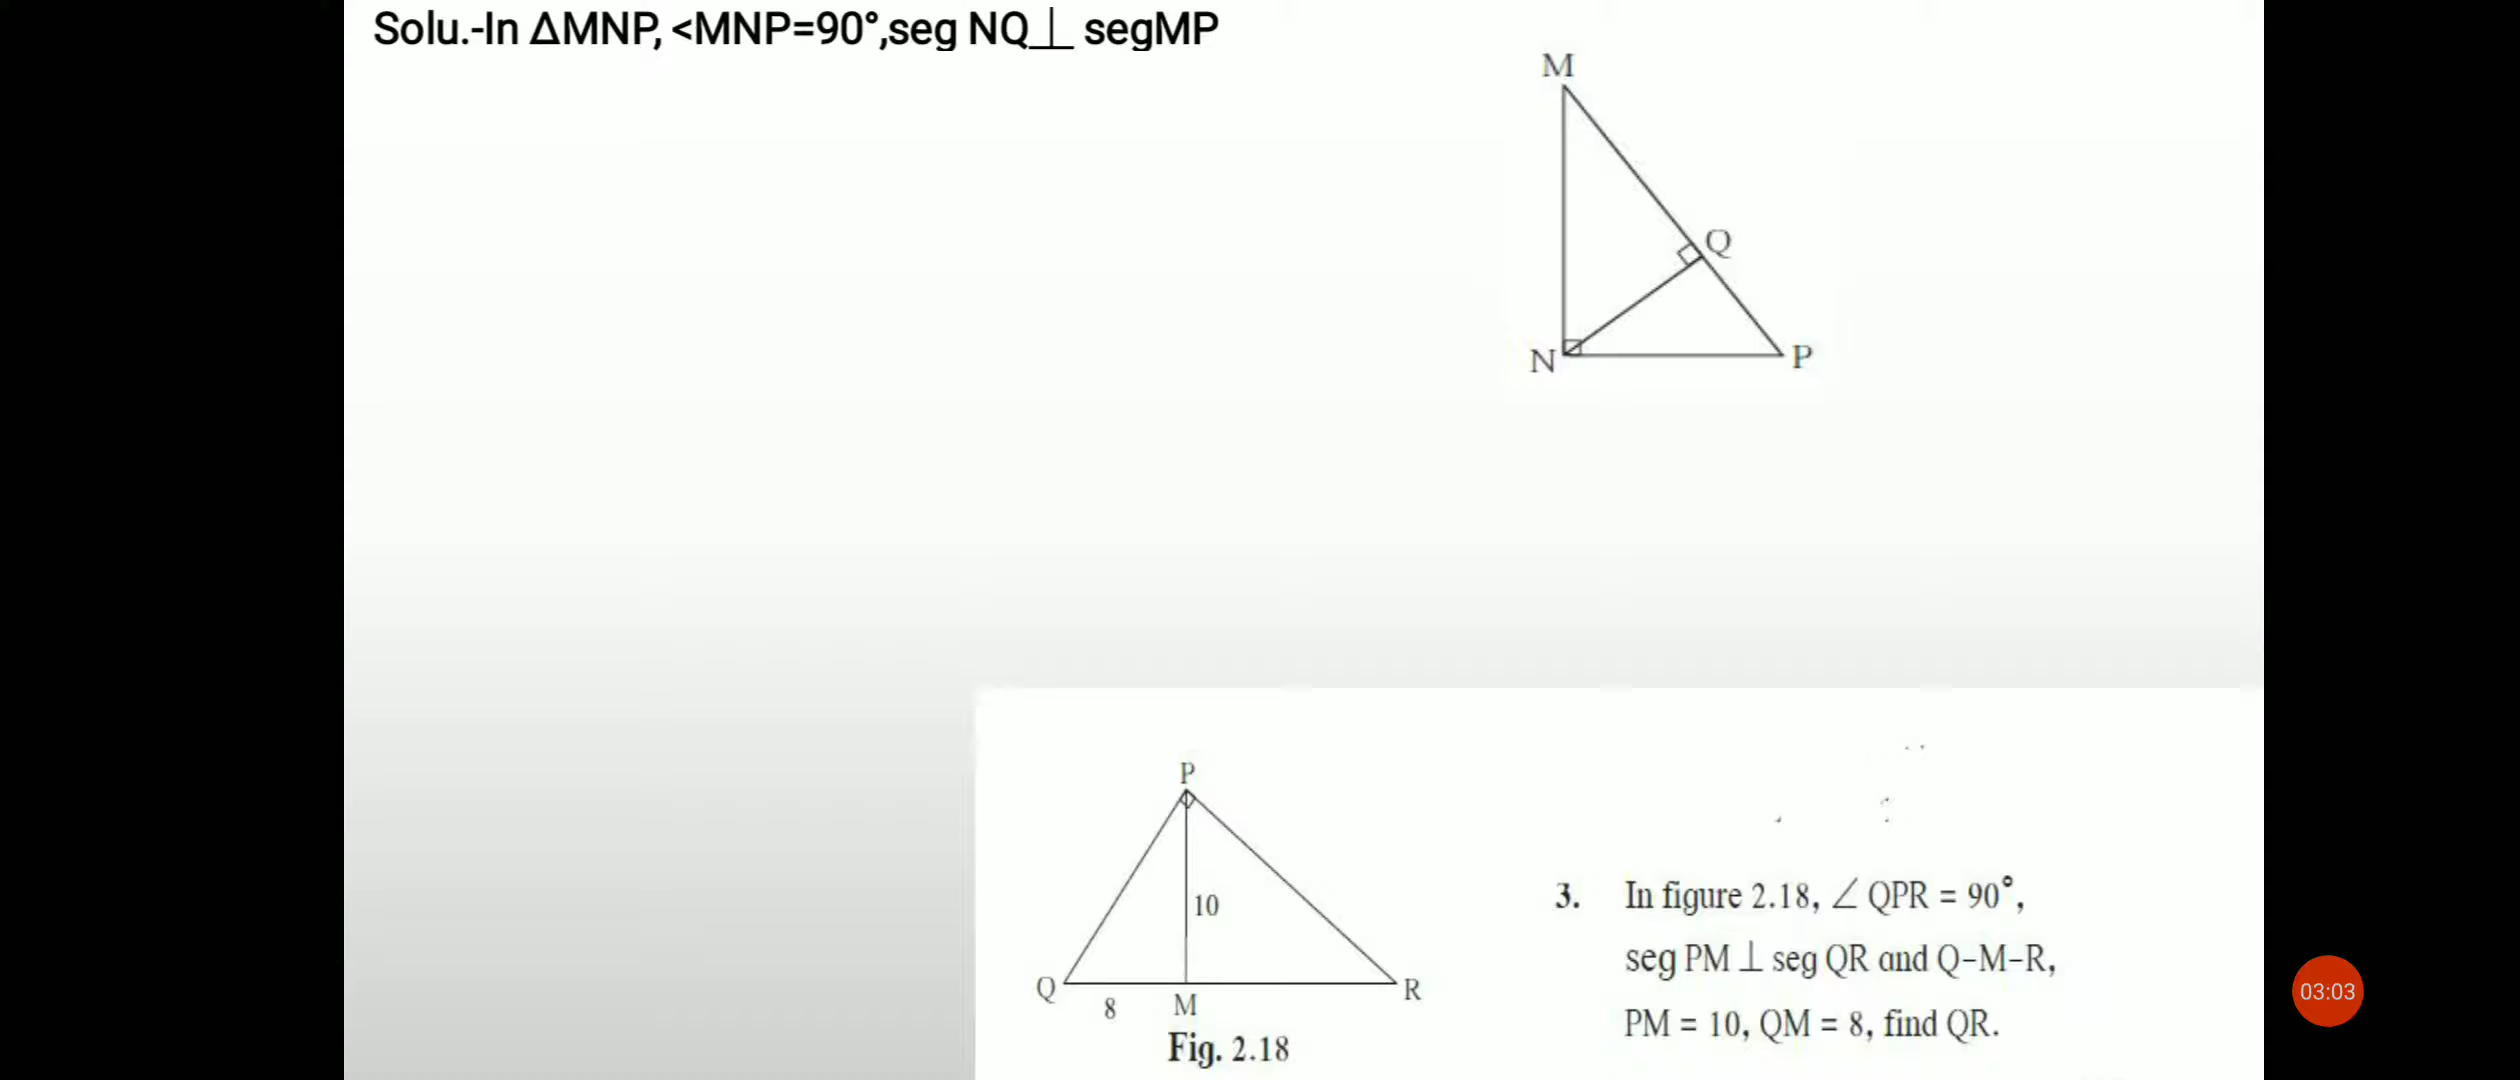 Solu.-In ΔMNP, <MNP=90°,seg NQ⊥ segMP
M
Q
N
P
P
10
Q
8
M
R
Fig. 2.18
3. In figure 2.18, ∠ QPR = 90°,
seg PM ⊥ seg QR and Q-M-R,
PM = 10, QM = 8, find QR.
03:03